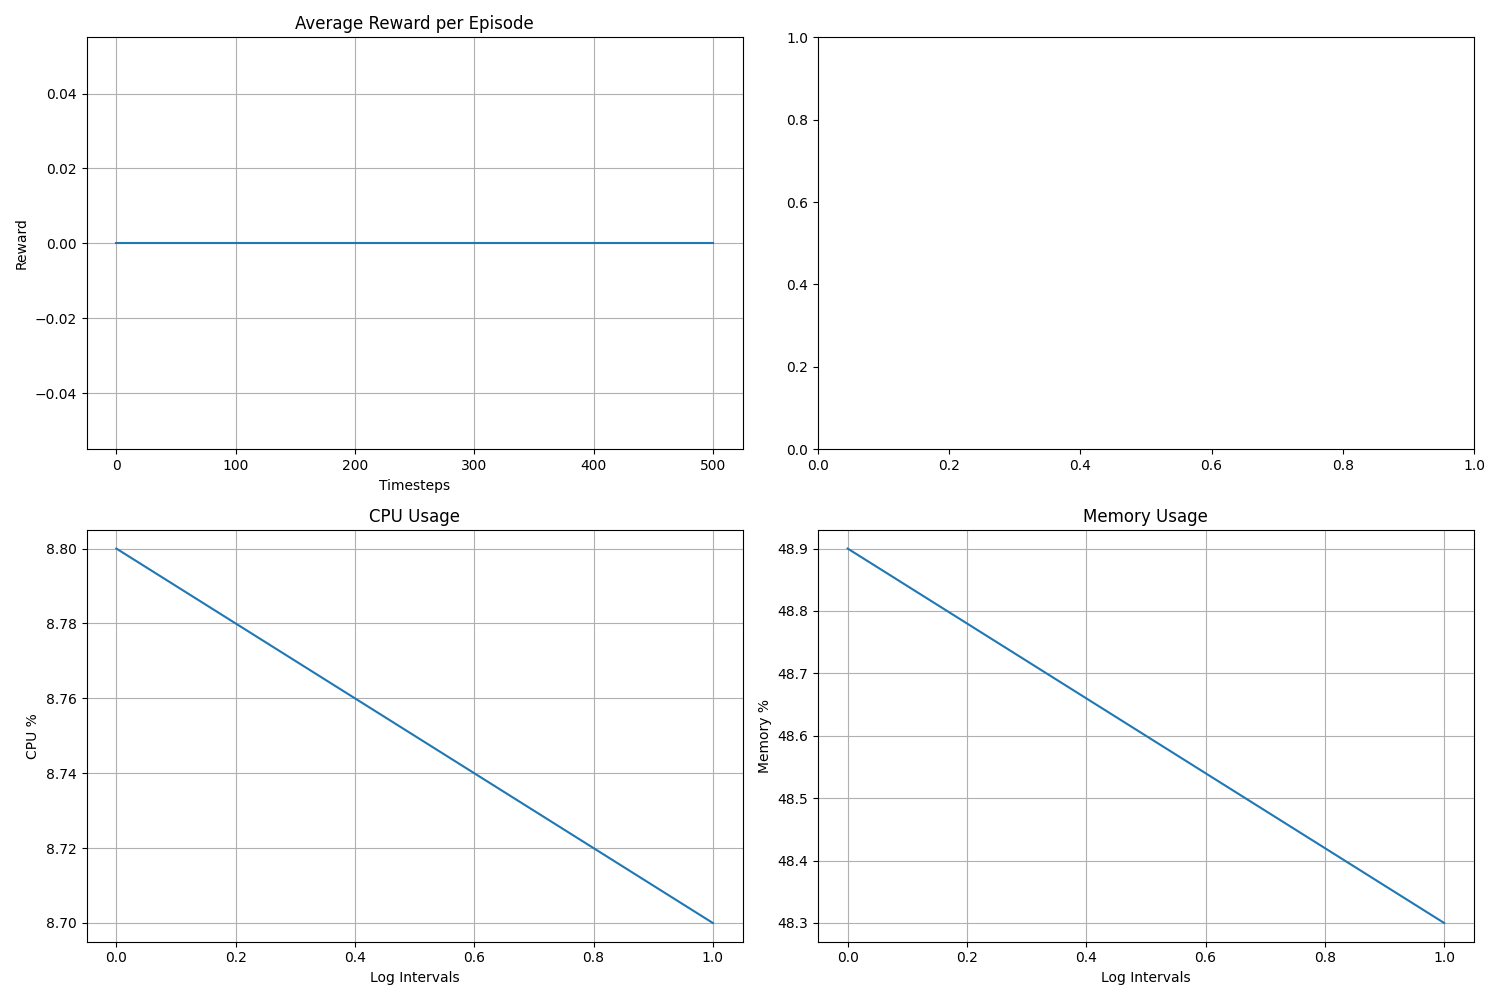 Average Reward per Episode
Reward
0.04
0.02
0.00
−0.02
−0.04
0 100 200 300 400 500
Timesteps
1.0
0.8
0.6
0.4
0.2
0.0
0.0 0.2 0.4 0.6 0.8 1.0
CPU Usage
CPU %
8.80
8.78
8.76
8.74
8.72
8.70
0.0 0.2 0.4 0.6 0.8 1.0
Log Intervals
Memory Usage
Memory %
48.9
48.8
48.7
48.6
48.5
48.4
48.3
0.0 0.2 0.4 0.6 0.8 1.0
Log Intervals